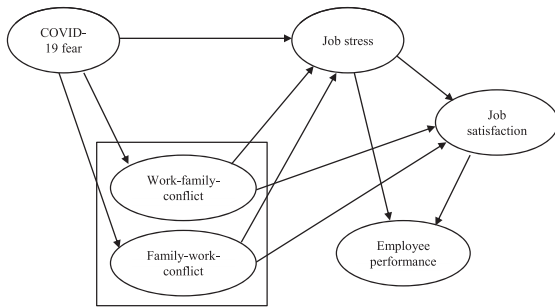 COVID-
19 fear
Job stress
Job
satisfaction
Work-family-
conflict
Family-work-
conflict
Employee
performance